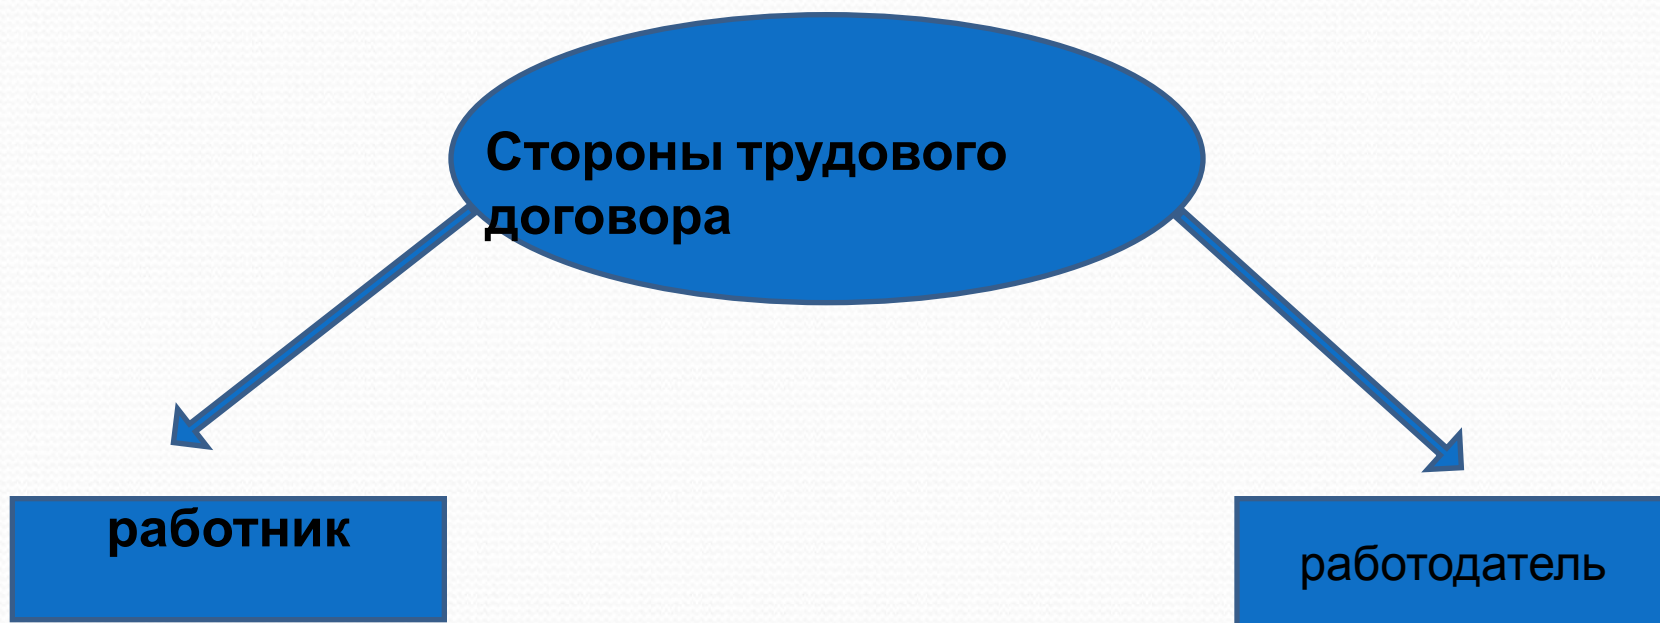 Стороны трудового
договора
работник
работодатель